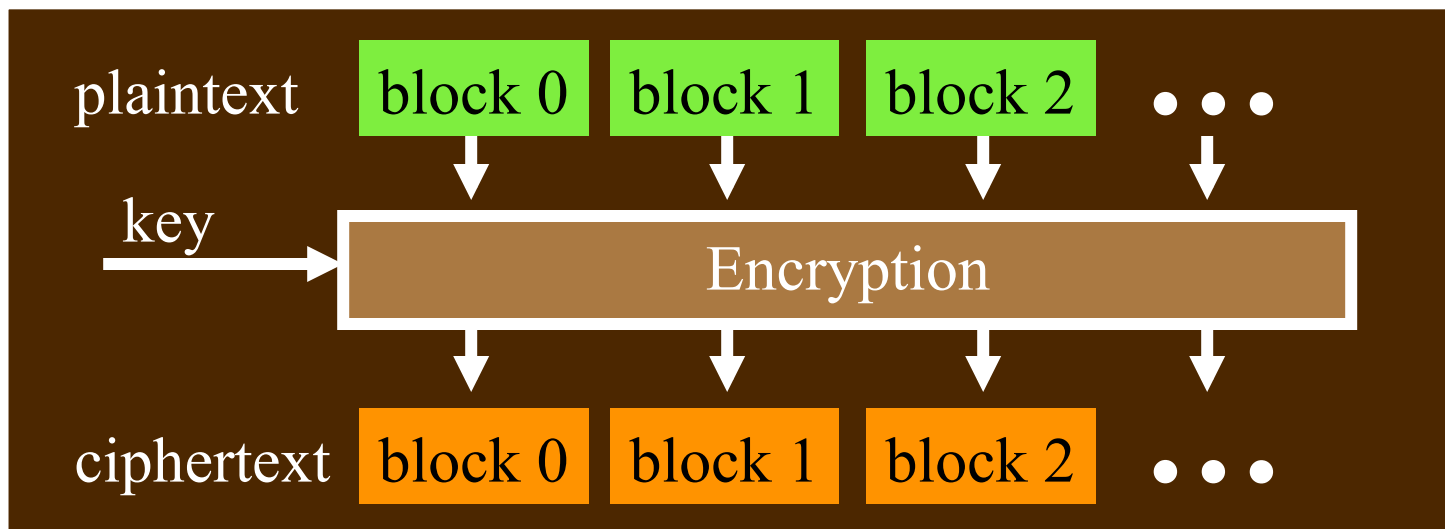 plaintext block 0 block 1 block 2 •••
key
Encryption
ciphertext block 0 block 1 block 2 •••